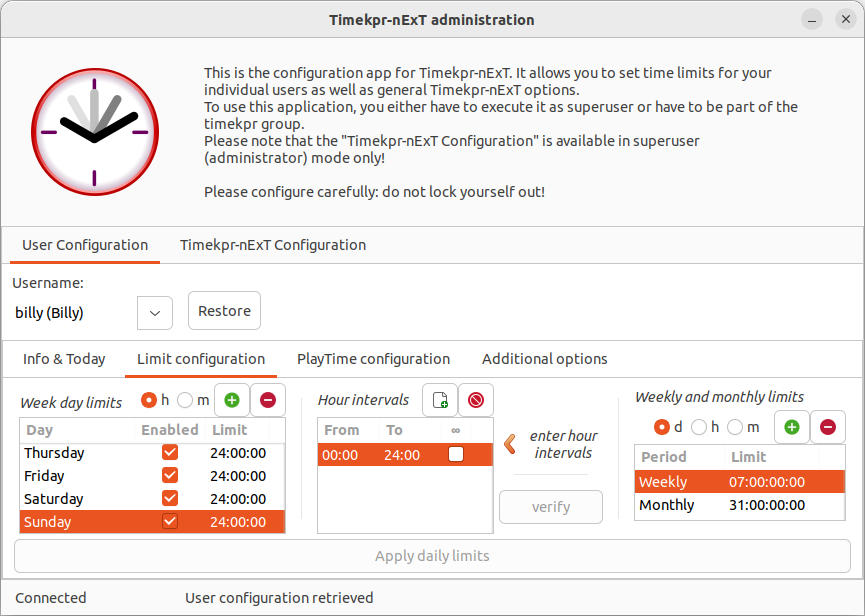 Timekpr-nExT administration
This is the configuration app for Timekpr-nExT. It allows you to set time limits for your
individual users as well as general Timekpr-nExT options.
To use this application, you either have to execute it as superuser or have to be part of the
timekpr group.
Please note that the "Timekpr-nExT Configuration" is available in superuser
(administrator) mode only!
Please configure carefully: do not lock yourself out!
User Configuration Timekpr-nExT Configuration
Username:
billy (Billy) Restore
Info & Today Limit configuration PlayTime configuration Additional options
Week day limits h m
Day Enabled Limit
Thursday 24:00:00
Friday 24:00:00
Saturday 24:00:00
Sunday 24:00:00
Hour intervals
From To ∞
00:00 24:00
enter hour
intervals
verify
Weekly and monthly limits
d h m
Period Limit
Weekly 07:00:00:00
Monthly 31:00:00:00
Apply daily limits
Connected User configuration retrieved